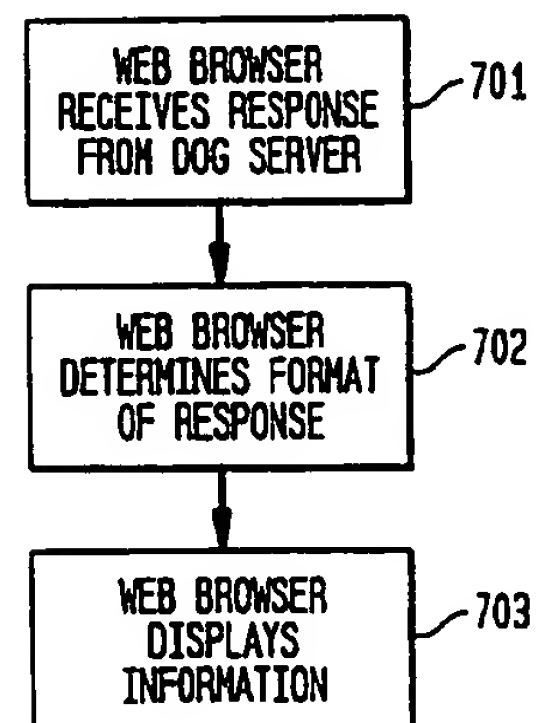 WEB BROWSER
RECEIVES RESPONSE
FROM DOG SERVER
701
WEB BROWSER
DETERMINES FORMAT
OF RESPONSE
702
WEB BROWSER
DISPLAYS
INFORMATION
703